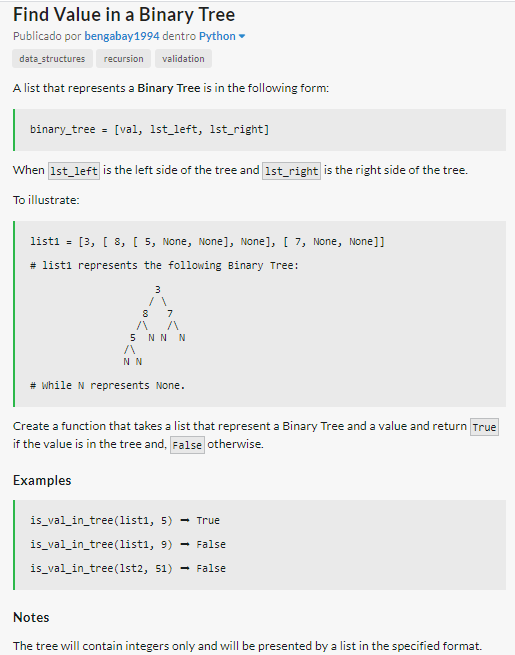 Find Value in a Binary Tree
Publicado por bengabay1994 dentro Python
data_structures recursion validation
A list that represents a Binary Tree is in the following form:
binary_tree = [val, lst_left, lst_right]
When lst_left is the left side of the tree and lst_right is the right side of the tree.
To illustrate:
list1 = [3, [ 8, [ 5, None, None], None], [ 7, None, None]]
# list1 represents the following Binary Tree:
3
/ \
8 7
/\ /\
5 N N N
/\
N N
# While N represents None.
Create a function that takes a list that represent a Binary Tree and a value and return True
if the value is in the tree and, False otherwise.
Examples
is_val_in_tree(list1, 5) ➞ True
is_val_in_tree(list1, 9) ➞ False
is_val_in_tree(lst2, 51) ➞ False
Notes
The tree will contain integers only and will be presented by a list in the specified format.